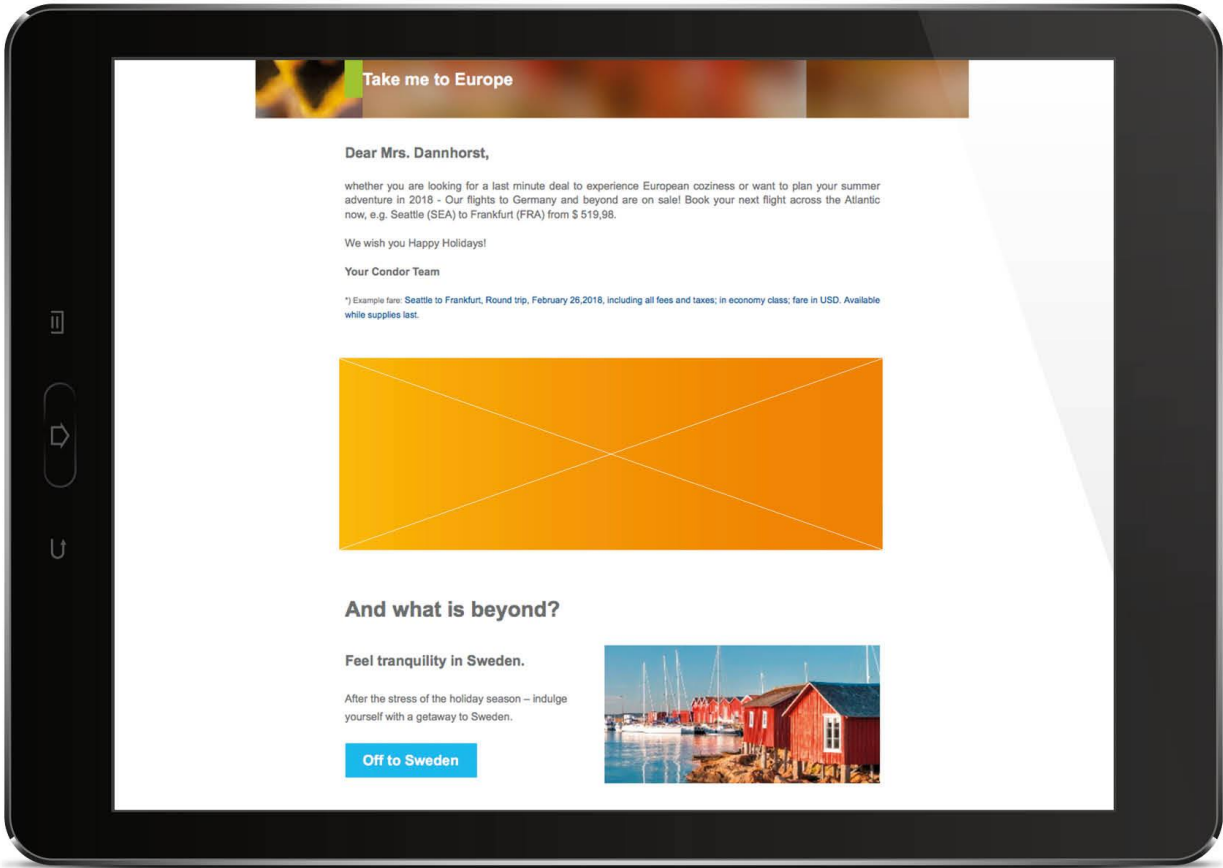 Take me to Europe
Dear Mrs. Dannhorst,
whether you are looking for a last minute deal to experience European coziness or want to plan your summer
adventure in 2018 - Our flights to Germany and beyond are on sale! Book your next flight across the Atlantic
now, e.g. Seattle (SEA) to Frankfurt (FRA) from $ 519,98.
We wish you Happy Holidays!
Your Condor Team
*) Example fare: Seattle to Frankfurt, Round trip, February 26,2018, including all fees and taxes; in economy class; fare in USD. Available
while supplies last.
And what is beyond?
Feel tranquility in Sweden.
After the stress of the holiday season – indulge
yourself with a getaway to Sweden.
Off to Sweden